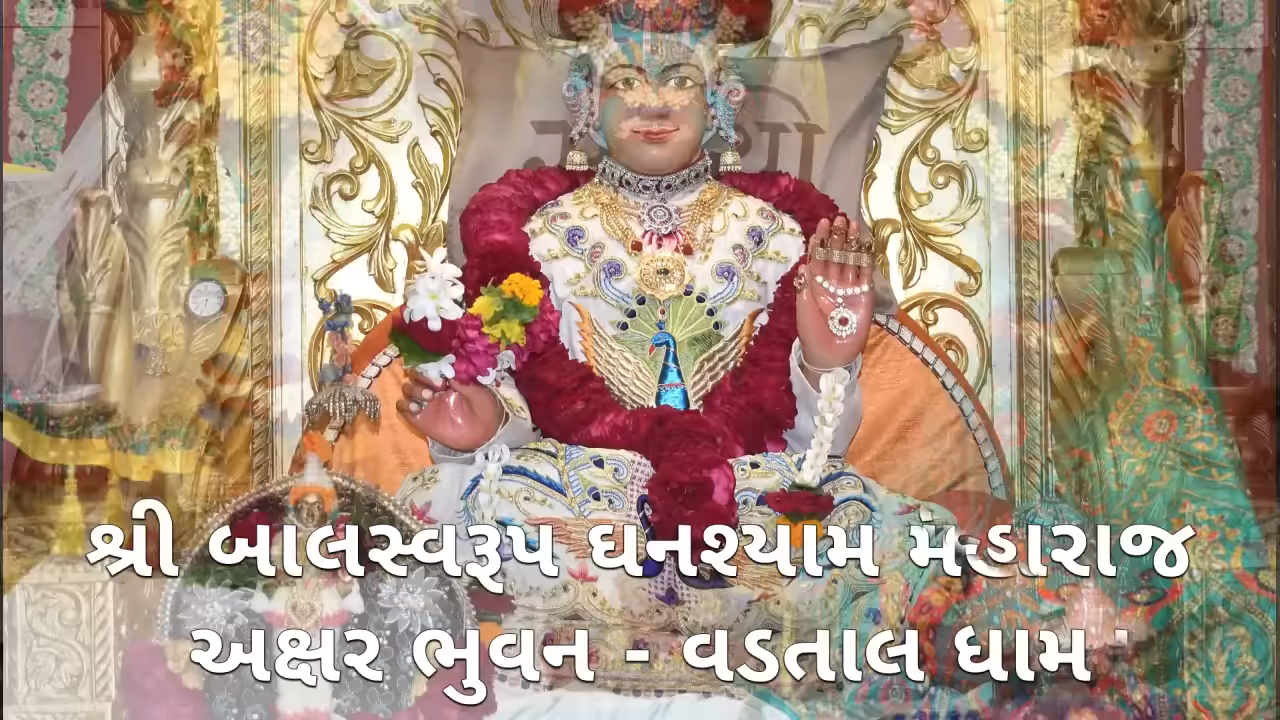 શ્રી બાલસ્વરૂપ ઘનશ્યામ મહારાજ
અક્ષર ભુવન - વડતાલ ધામ